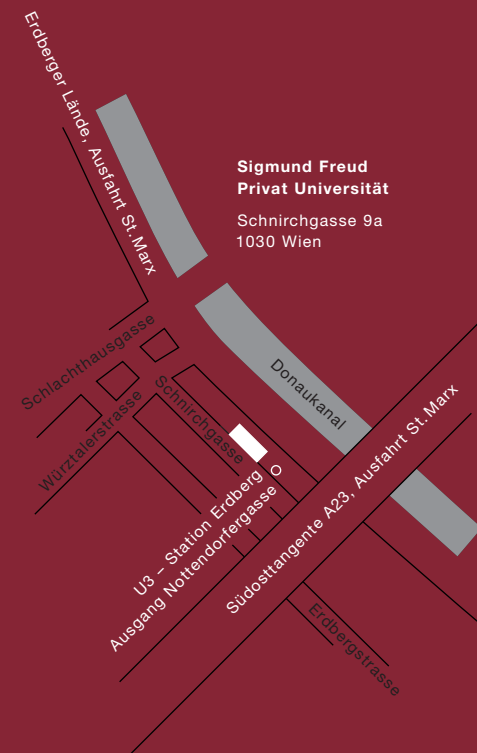 Erdberger Lände, Ausfahrt St.Marx
Sigmund Freud
Privat Universität
Schnirchgasse 9a
1030 Wien
Schlachthausgasse
Würztalerstrasse
Schnirchgasse
Donaukanal
U3 – Station Erdberg
Ausgang Nottendorfergasse
Südosttangente A23, Ausfahrt St.Marx
Erdbergstrasse